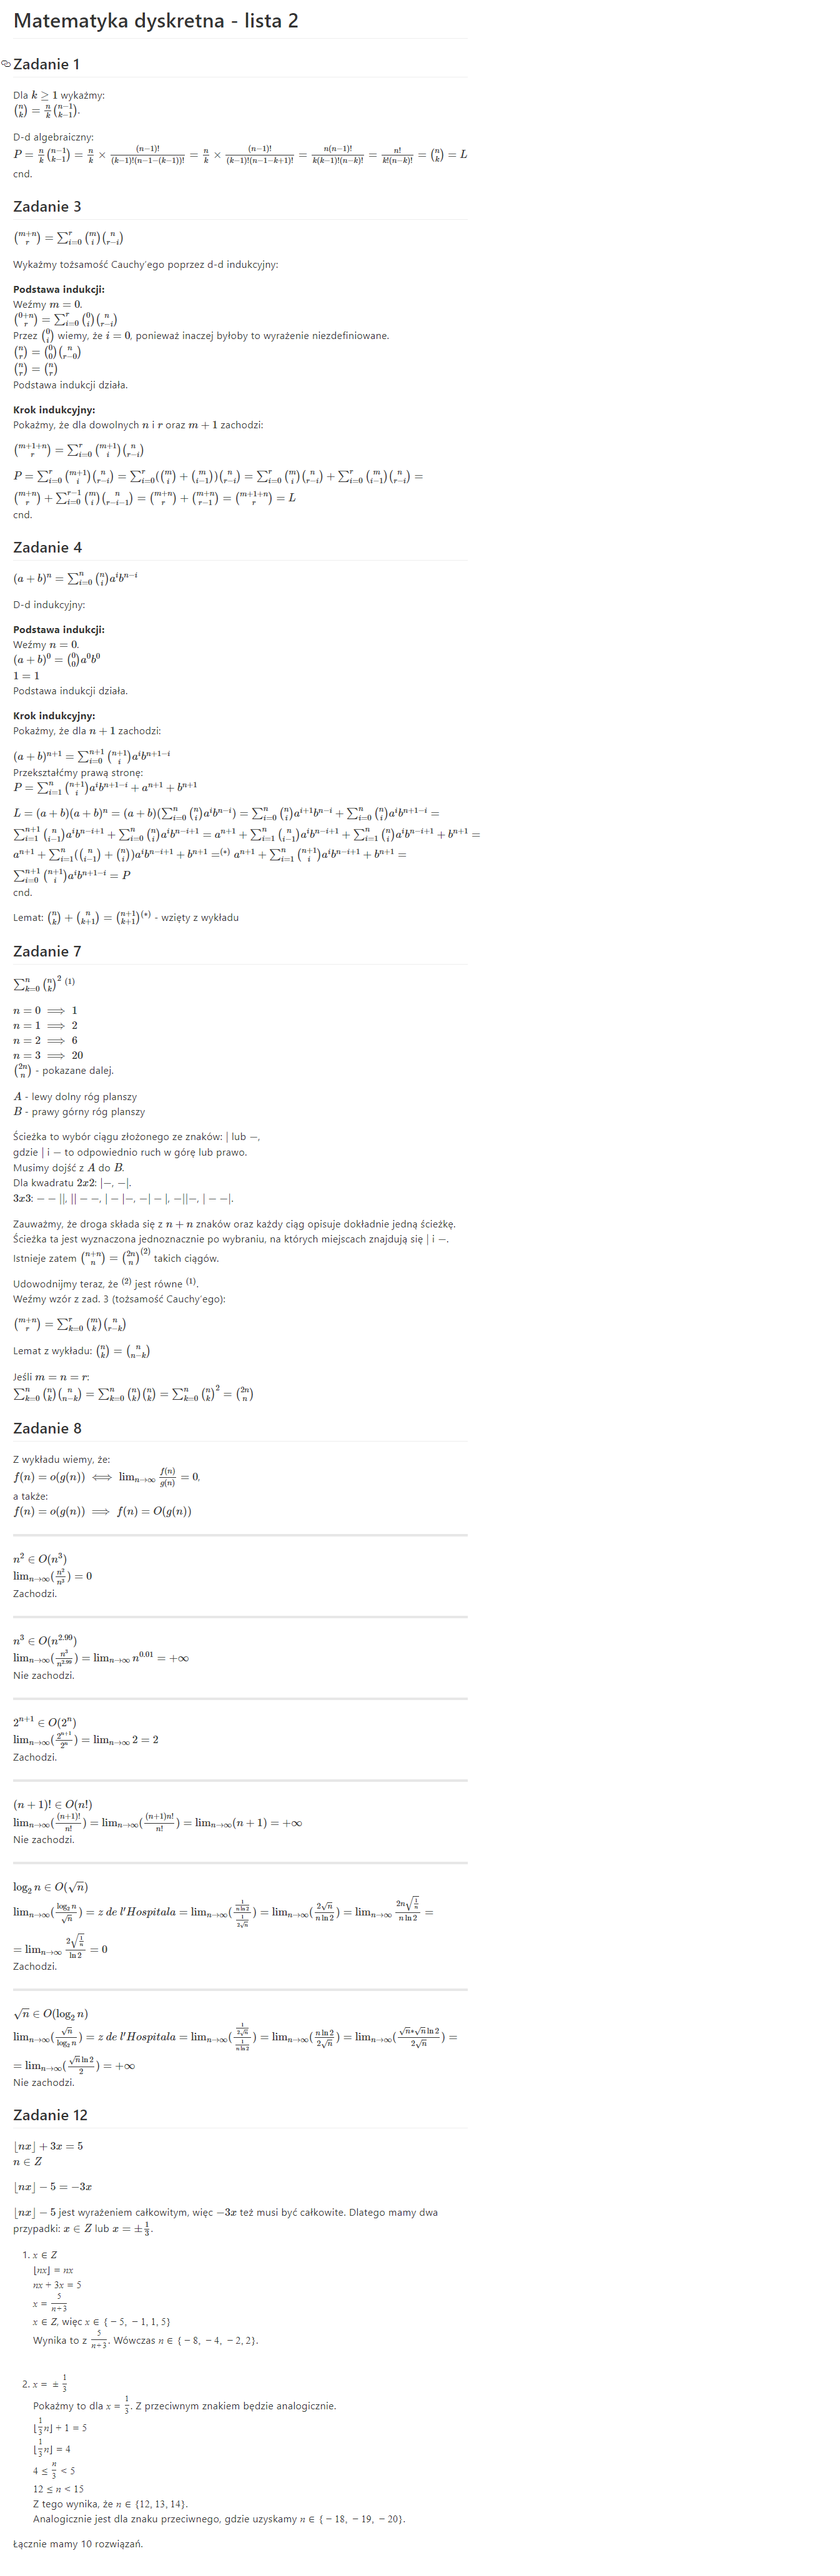 Matematyka dyskretna - lista 2
Zadanie 1
Dla $k \geq 1$ wykażmy:
$\binom{n}{k} = \frac{n}{k}\binom{n-1}{k-1}$.
D-d algebraiczny:
$P = \frac{n}{k}\binom{n-1}{k-1} = \frac{n}{k} \times \frac{(n-1)!}{(k-1)!(n-1-(k-1))!} = \frac{n}{k} \times \frac{(n-1)!}{(k-1)!(n-1-k+1)!} = \frac{n(n-1)!}{k(k-1)!(n-k)!} = \frac{n!}{k!(n-k)!} = \binom{n}{k} = L$
cnd.
Zadanie 3
$\binom{m+n}{r} = \sum_{i=0}^{r} \binom{m}{i}\binom{n}{r-i}$
Wykażmy tożsamość Cauchy'ego poprzez d-d indukcyjny:
Podstawa indukcji:
Weźmy $m = 0$.
$\binom{0+n}{r} = \sum_{i=0}^{r} \binom{0}{i}\binom{n}{r-i}$
Przez $\binom{0}{i}$ wiemy, że $i = 0$, ponieważ inaczej byłoby to wyrażenie niezdefiniowane.
$\binom{n}{r} = \binom{0}{0}\binom{n}{r-0}$
$\binom{n}{r} = \binom{n}{r}$
Podstawa indukcji działa.
Krok indukcyjny:
Pokażmy, że dla dowolnych $n$ i $r$ oraz $m + 1$ zachodzi:
$\binom{m+1+n}{r} = \sum_{i=0}^{r} \binom{m+1}{i}\binom{n}{r-i}$
$P = \sum_{i=0}^{r} \binom{m+1}{i}\binom{n}{r-i} = \sum_{i=0}^{r} (\binom{m}{i} + \binom{m}{i-1})\binom{n}{r-i} = \sum_{i=0}^{r} \binom{m}{i}\binom{n}{r-i} + \sum_{i=0}^{r} \binom{m}{i-1}\binom{n}{r-i} =$
$\binom{m+n}{r} + \sum_{i=0}^{r-1} \binom{m}{i}\binom{n}{r-i-1} = \binom{m+n}{r} + \binom{m+n}{r-1} = \binom{m+1+n}{r} = L$
cnd.
Zadanie 4
$(a + b)^n = \sum_{i=0}^{n} \binom{n}{i} a^i b^{n-i}$
D-d indukcyjny:
Podstawa indukcji:
Weźmy $n = 0$.
$(a + b)^0 = \binom{0}{0} a^0 b^0$
$1 = 1$
Podstawa indukcji działa.
Krok indukcyjny:
Pokażmy, że dla $n + 1$ zachodzi:
$(a + b)^{n+1} = \sum_{i=0}^{n+1} \binom{n+1}{i} a^i b^{n+1-i}$
Przekształćmy prawą stronę:
$P = \sum_{i=1}^{n} \binom{n+1}{i} a^i b^{n+1-i} + a^{n+1} + b^{n+1}$
$L = (a + b)(a + b)^n = (a + b)(\sum_{i=0}^{n} \binom{n}{i} a^i b^{n-i}) = \sum_{i=0}^{n} \binom{n}{i} a^{i+1} b^{n-i} + \sum_{i=0}^{n} \binom{n}{i} a^i b^{n+1-i} =$
$\sum_{i=1}^{n+1} \binom{n}{i-1} a^i b^{n-i+1} + \sum_{i=0}^{n} \binom{n}{i} a^i b^{n-i+1} = a^{n+1} + \sum_{i=1}^{n} \binom{n}{i-1} a^i b^{n-i+1} + \sum_{i=1}^{n} \binom{n}{i} a^i b^{n-i+1} + b^{n+1} =$
$a^{n+1} + \sum_{i=1}^{n} (\binom{n}{i-1} + \binom{n}{i}) a^i b^{n-i+1} + b^{n+1} =^{(*)} a^{n+1} + \sum_{i=1}^{n} \binom{n+1}{i} a^i b^{n-i+1} + b^{n+1} =$
$\sum_{i=0}^{n+1} \binom{n+1}{i} a^i b^{n+1-i} = P$
cnd.
Lemat: $\binom{n}{k} + \binom{n}{k+1} = \binom{n+1}{k+1}^{(*)}$ - wzięty z wykładu
Zadanie 7
$\sum_{k=0}^{n} \binom{n}{k}^2$ $^{(1)}$
$n = 0 \implies 1$
$n = 1 \implies 2$
$n = 2 \implies 6$
$n = 3 \implies 20$
$\binom{2n}{n}$ - pokazane dalej.
$A$ - lewy dolny róg planszy
$B$ - prawy górny róg planszy
Ścieżka to wybór ciągu złożonego ze znaków: $|$ lub $-$,
gdzie $|$ i $-$ to odpowiednio ruch w górę lub prawo.
Musimy dojść z $A$ do $B$.
Dla kwadratu $2x2$: $|-$, $-|$.
$3x3$: $--||$, $||--$, $|-|-$, $-|-|$, $-||-$, $|--|$.
Zauważmy, że droga składa się z $n + n$ znaków oraz każdy ciąg opisuje dokładnie jedną ścieżkę.
Ścieżka ta jest wyznaczona jednoznacznie po wybraniu, na których miejscach znajdują się $|$ i $-$.
Istnieje zatem $\binom{n+n}{n} = \binom{2n}{n}^{(2)}$ takich ciągów.
Udowodnijmy teraz, że $^{(2)}$ jest równe $^{(1)}$.
Weźmy wzór z zad. 3 (tożsamość Cauchy'ego):
$\binom{m+n}{r} = \sum_{k=0}^{r} \binom{m}{k}\binom{n}{r-k}$
Lemat z wykładu: $\binom{n}{k} = \binom{n}{n-k}$
Jeśli $m = n = r$:
$\sum_{k=0}^{n} \binom{n}{k}\binom{n}{n-k} = \sum_{k=0}^{n} \binom{n}{k}\binom{n}{k} = \sum_{k=0}^{n} \binom{n}{k}^2 = \binom{2n}{n}$
Zadanie 8
Z wykładu wiemy, że:
$f(n) = o(g(n)) \iff \lim_{n \to \infty} \frac{f(n)}{g(n)} = 0$,
a także:
$f(n) = o(g(n)) \implies f(n) = O(g(n))$
$n^2 \in O(n^3)$
$\lim_{n \to \infty} (\frac{n^2}{n^3}) = 0$
Zachodzi.
$n^3 \in O(n^{2.99})$
$\lim_{n \to \infty} (\frac{n^3}{n^{2.99}}) = \lim_{n \to \infty} n^{0.01} = +\infty$
Nie zachodzi.
$2^{n+1} \in O(2^n)$
$\lim_{n \to \infty} (\frac{2^{n+1}}{2^n}) = \lim_{n \to \infty} 2 = 2$
Zachodzi.
$(n + 1)! \in O(n!)$
$\lim_{n \to \infty} (\frac{(n+1)!}{n!}) = \lim_{n \to \infty} (\frac{(n+1)n!}{n!}) = \lim_{n \to \infty} (n + 1) = +\infty$
Nie zachodzi.
$\log_2 n \in O(\sqrt{n})$
$\lim_{n \to \infty} (\frac{\log_2 n}{\sqrt{n}}) = z\ de\ l'Hospitala = \lim_{n \to \infty} (\frac{\frac{1}{n \ln 2}}{\frac{1}{2\sqrt{n}}}) = \lim_{n \to \infty} (\frac{2\sqrt{n}}{n \ln 2}) = \lim_{n \to \infty} \frac{2n\sqrt{\frac{1}{n}}}{n \ln 2} =$
$= \lim_{n \to \infty} \frac{2\sqrt{\frac{1}{n}}}{\ln 2} = 0$
Zachodzi.
$\sqrt{n} \in O(\log_2 n)$
$\lim_{n \to \infty} (\frac{\sqrt{n}}{\log_2 n}) = z\ de\ l'Hospitala = \lim_{n \to \infty} (\frac{\frac{1}{2\sqrt{n}}}{\frac{1}{n \ln 2}}) = \lim_{n \to \infty} (\frac{n \ln 2}{2\sqrt{n}}) = \lim_{n \to \infty} (\frac{\sqrt{n} * \sqrt{n} \ln 2}{2\sqrt{n}}) =$
$= \lim_{n \to \infty} (\frac{\sqrt{n} \ln 2}{2}) = +\infty$
Nie zachodzi.
Zadanie 12
$\lfloor nx \rfloor + 3x = 5$
$n \in Z$
$\lfloor nx \rfloor - 5 = -3x$
$\lfloor nx \rfloor - 5$ jest wyrażeniem całkowitym, więc $-3x$ też musi być całkowite. Dlatego mamy dwa
przypadki: $x \in Z$ lub $x = \pm\frac{1}{3}$.
1. $x \in Z$
$\lfloor nx \rfloor = nx$
$nx + 3x = 5$
$x = \frac{5}{n+3}$
$x \in Z$, więc $x \in \{-5, -1, 1, 5\}$
Wynika to z $\frac{5}{n+3}$. Wówczas $n \in \{-8, -4, -2, 2\}$.
2. $x = \pm\frac{1}{3}$
Pokażmy to dla $x = \frac{1}{3}$. Z przeciwnym znakiem będzie analogicznie.
$\lfloor \frac{1}{3}n \rfloor + 1 = 5$
$\lfloor \frac{1}{3}n \rfloor = 4$
$4 \leq \frac{n}{3} < 5$
$12 \leq n < 15$
Z tego wynika, że $n \in \{12, 13, 14\}$.
Analogicznie jest dla znaku przeciwnego, gdzie uzyskamy $n \in \{-18, -19, -20\}$.
Łącznie mamy 10 rozwiązań.